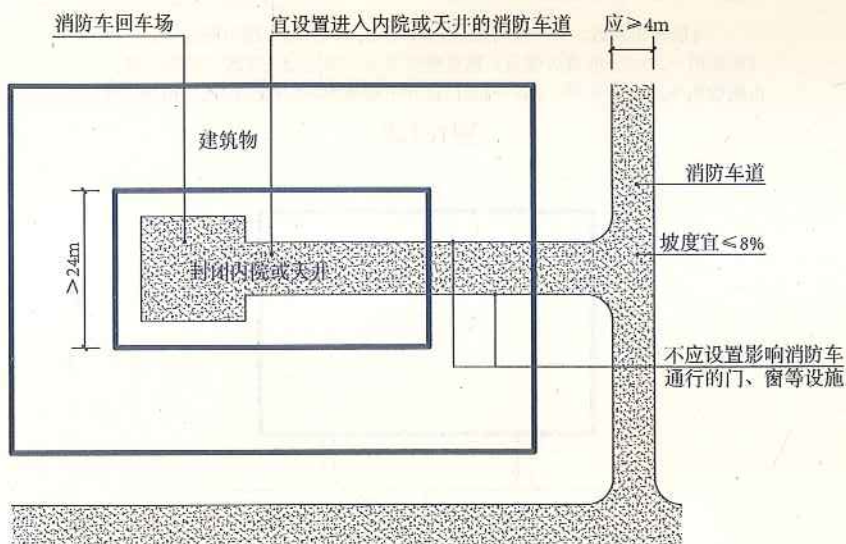 消防车回车场
宜设置进入内院或天井的消防车道
应≥4m
建筑物
消防车道
坡度宜≤8%
>24m
封闭内院或天井
不应设置影响消防车
通行的门、窗等设施